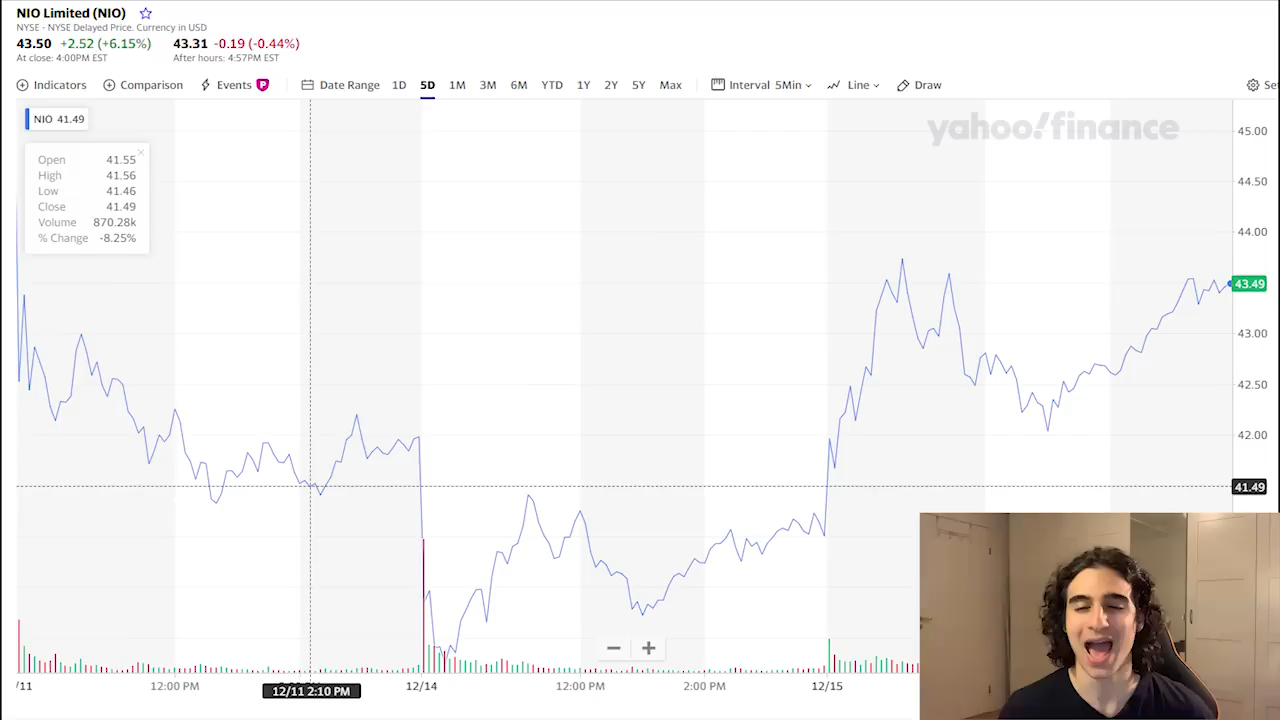 NIO Limited (NIO)
NYSE - NYSE Delayed Price. Currency in USD
43.50 +2.52 (+6.15%) 43.31 -0.19 (-0.44%)
At close: 4:00PM EST After hours: 4:57PM EST
Indicators Comparison Events P Date Range 1D 5D 1M 3M 6M YTD 1Y 2Y 5Y Max Interval 5Min Line Draw Se
NIO 41.49
yahoo!finance
Open 41.55
High 41.56
Low 41.46
Close 41.49
Volume 870.28k
% Change -8.25%
45.00
44.50
44.00
43.49
43.00
42.50
42.00
41.49
/11 12:00PM 12/11 2:10 PM 12/14 12:00 PM 2:00 PM 12/15